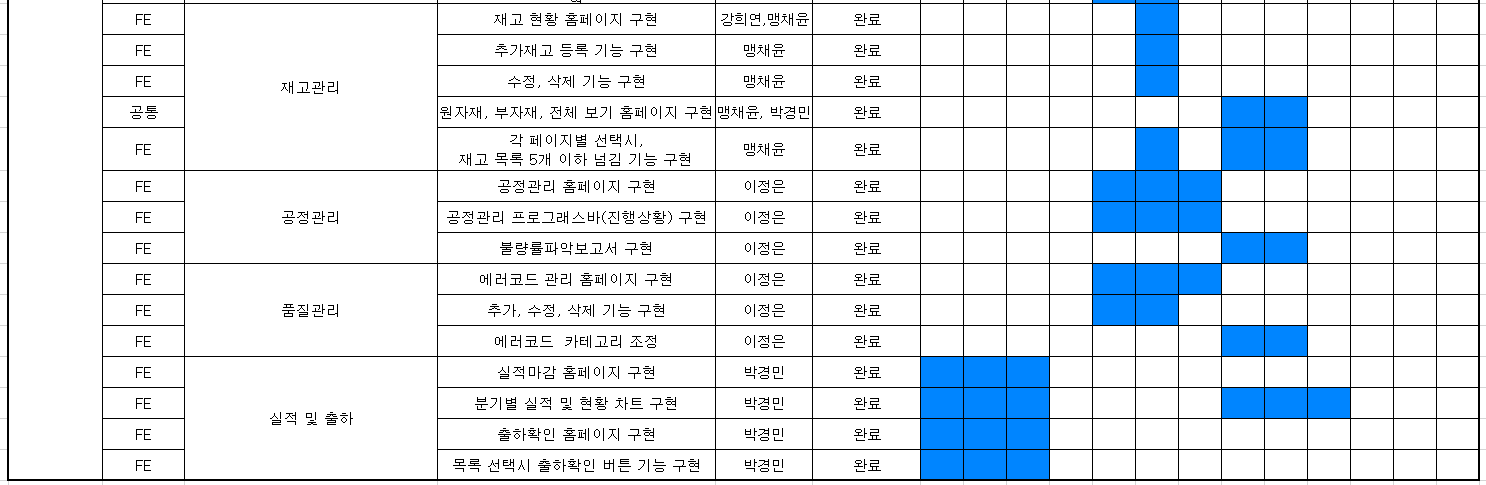 FE 재고 현황 홈페이지 구현 강희연,맹채윤 완료
FE 추가재고 등록 기능 구현 맹채윤 완료
FE 수정, 삭제 기능 구현 맹채윤 완료
재고관리
공통 원자재, 부자재, 전체 보기 홈페이지 구현 맹채윤, 박경민 완료
FE 각 페이지별 선택시,
재고 목록 5개 이하 넘김 기능 구현 맹채윤 완료
FE 공정관리 홈페이지 구현 이정은 완료
공정관리
FE 공정관리 프로그래스바(진행상황) 구현 이정은 완료
FE 불량률파악보고서 구현 이정은 완료
FE 에러코드 관리 홈페이지 구현 이정은 완료
품질관리
FE 추가, 수정, 삭제 기능 구현 이정은 완료
FE 에러코드 카테고리 조정 이정은 완료
FE 실적마감 홈페이지 구현 박경민 완료
FE 분기별 실적 및 현황 차트 구현 박경민 완료
실적 및 출하
FE 출하확인 홈페이지 구현 박경민 완료
FE 목록 선택시 출하확인 버튼 기능 구현 박경민 완료